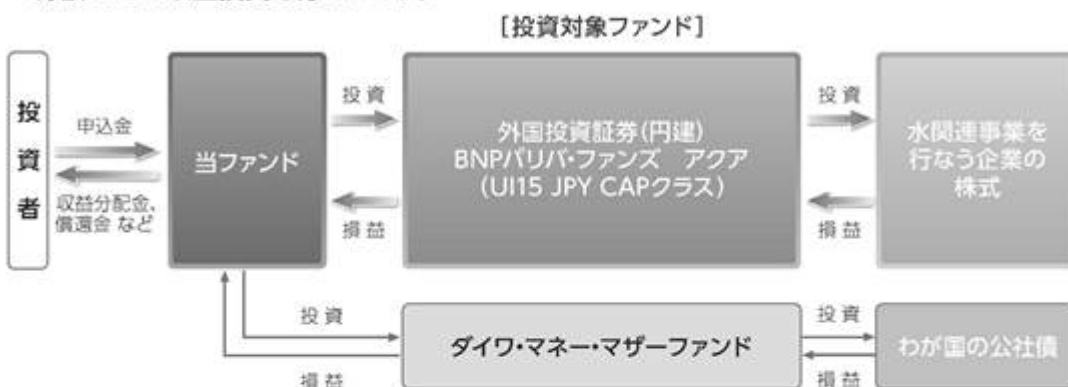 [投資対象ファンド]
投資者
申込金
収益分配金、
償還金 など
当ファンド
投資
損益
外国投資証券(円建)
BNPパリバ・ファンズ アクア
(UI15 JPY CAPクラス)
投資
損益
水関連事業を
行なう企業の
株式
投資
損益
ダイワ・マネー・マザーファンド
投資
損益
わが国の公社債